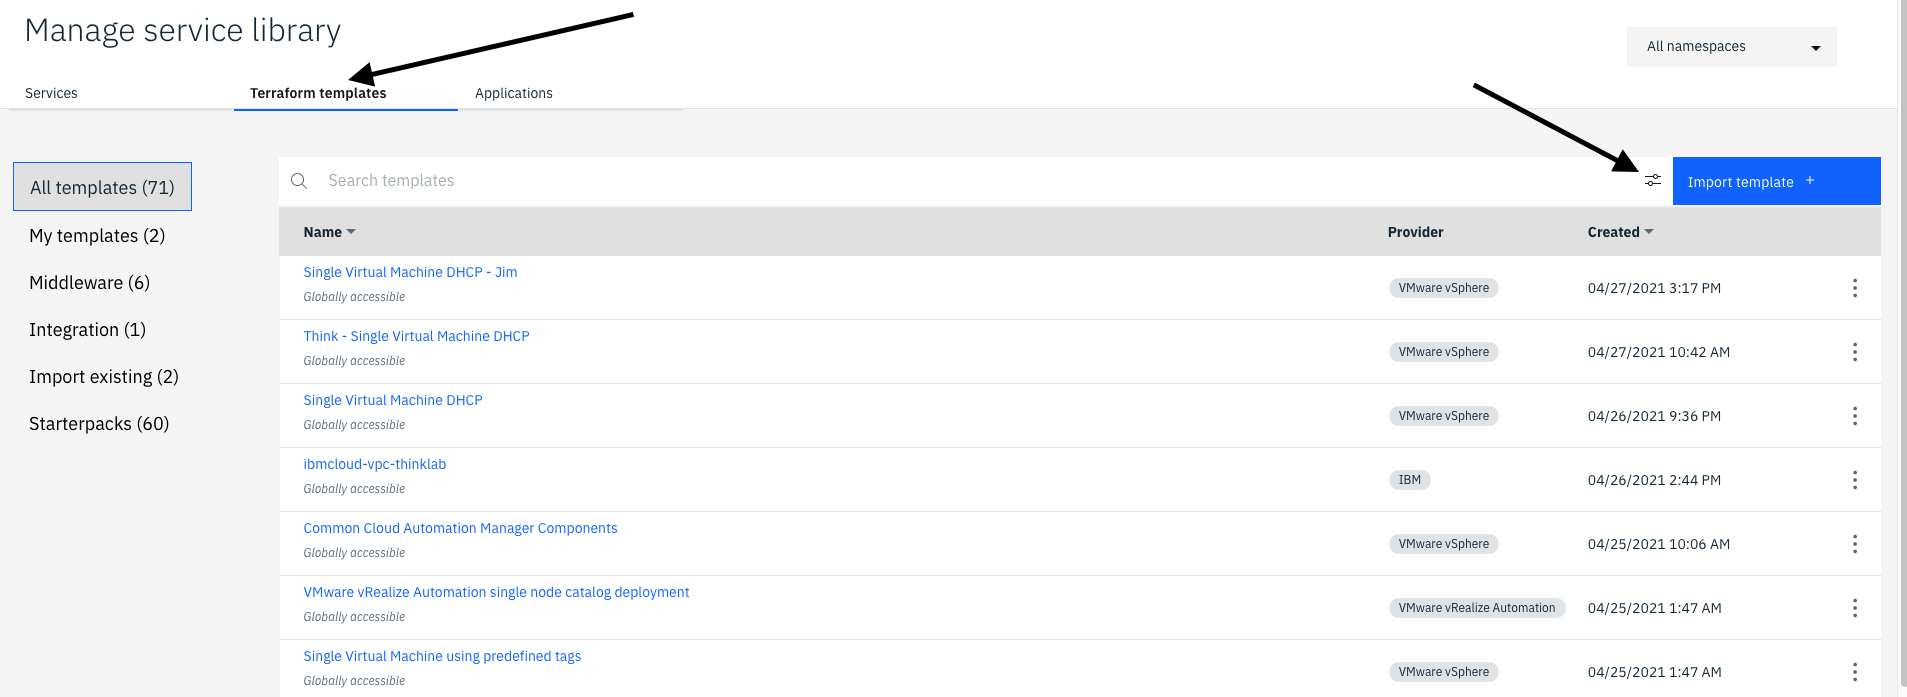 Manage service library
All namespaces
Services
Terraform templates
Applications
All templates (71)
My templates (2)
Middleware (6)
Integration (1)
Import existing (2)
Starterpacks (60)
Search templates
Import template +
Name Provider Created
Single Virtual Machine DHCP - Jim
Globally accessible
VMware vSphere
04/27/2021 3:17 PM
Think - Single Virtual Machine DHCP
Globally accessible
VMware vSphere
04/27/2021 10:42 AM
Single Virtual Machine DHCP
Globally accessible
VMware vSphere
04/26/2021 9:36 PM
ibmcloud-vpc-thinklab
Globally accessible
IBM
04/26/2021 2:44 PM
Common Cloud Automation Manager Components
Globally accessible
VMware vSphere
04/25/2021 10:06 AM
VMware vRealize Automation single node catalog deployment
Globally accessible
VMware vRealize Automation
04/25/2021 1:47 AM
Single Virtual Machine using predefined tags
Globally accessible
VMware vSphere
04/25/2021 1:47 AM